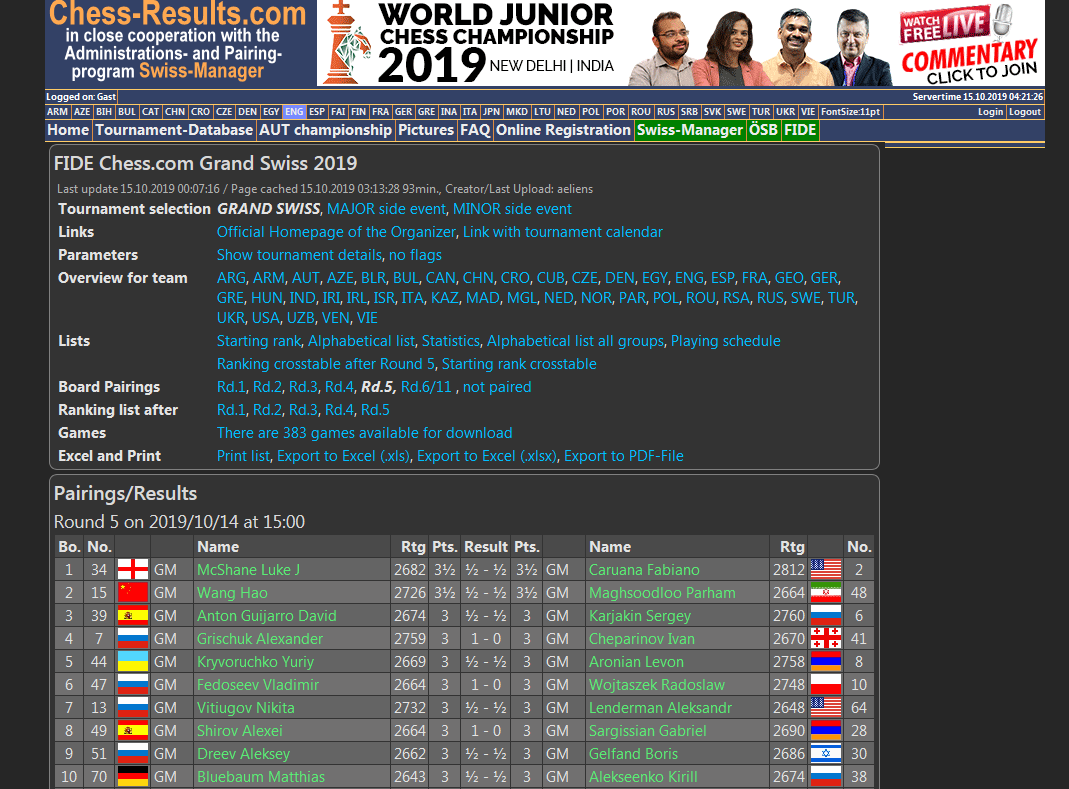 Chess-Results.com
in close cooperation with the
Administrations- and Pairing-
program Swiss-Manager
WORLD JUNIOR
CHESS CHAMPIONSHIP
2019 NEW DELHI | INDIA
WATCH FREE LIVE
COMMENTARY
CLICK TO JOIN
Logged on: Gast
Servertime 15.10.2019 04:21:26
ARM AZE BIH BUL CAT CHN CRO CZE DEN EGY ENG ESP FAI FIN FRA GER GRE INA ITA JPN MKD LTU NED POL POR ROU RUS SRB SVK SWE TUR UKR VIE FontSize:11pt Login Logout
Home Tournament-Database AUT championship Pictures FAQ Online Registration Swiss-Manager ÖSB FIDE
FIDE Chess.com Grand Swiss 2019
Last update 15.10.2019 00:07:16 / Page cached 15.10.2019 03:13:28 93min., Creator/Last Upload: aeliens
Tournament selection GRAND SWISS, MAJOR side event, MINOR side event
Links Official Homepage of the Organizer, Link with tournament calendar
Parameters Show tournament details, no flags
Overview for team ARG, ARM, AUT, AZE, BLR, BUL, CAN, CHN, CRO, CUB, CZE, DEN, EGY, ENG, ESP, FRA, GEO, GER,
GRE, HUN, IND, IRI, IRL, ISR, ITA, KAZ, MAD, MGL, NED, NOR, PAR, POL, ROU, RSA, RUS, SWE, TUR,
UKR, USA, UZB, VEN, VIE
Lists Starting rank, Alphabetical list, Statistics, Alphabetical list all groups, Playing schedule
Ranking crosstable after Round 5, Starting rank crosstable
Board Pairings Rd.1, Rd.2, Rd.3, Rd.4, Rd.5, Rd.6/11 , not paired
Ranking list after Rd.1, Rd.2, Rd.3, Rd.4, Rd.5
Games There are 383 games available for download
Excel and Print Print list, Export to Excel (.xls), Export to Excel (.xlsx), Export to PDF-File
Pairings/Results
Round 5 on 2019/10/14 at 15:00
Bo. No. Name Rtg Pts. Result Pts. Name Rtg No.
1 34 GM McShane Luke J 2682 3½ ½ - ½ 3½ GM Caruana Fabiano 2812 2
2 15 GM Wang Hao 2726 3½ ½ - ½ 3½ GM Maghsoodloo Parham 2664 48
3 39 GM Anton Guijarro David 2674 3 ½ - ½ 3 GM Karjakin Sergey 2760 6
4 7 GM Grischuk Alexander 2759 3 1 - 0 3 GM Cheparinov Ivan 2670 41
5 44 GM Kryvoruchko Yuriy 2669 3 ½ - ½ 3 GM Aronian Levon 2758 8
6 47 GM Fedoseev Vladimir 2664 3 1 - 0 3 GM Wojtaszek Radoslaw 2748 10
7 13 GM Vitiugov Nikita 2732 3 ½ - ½ 3 GM Lenderman Aleksandr 2648 64
8 49 GM Shirov Alexei 2664 3 1 - 0 3 GM Sargissian Gabriel 2690 28
9 51 GM Dreev Aleksey 2662 3 ½ - ½ 3 GM Gelfand Boris 2686 30
10 70 GM Bluebaum Matthias 2643 3 ½ - ½ 3 GM Alekseenko Kirill 2674 38